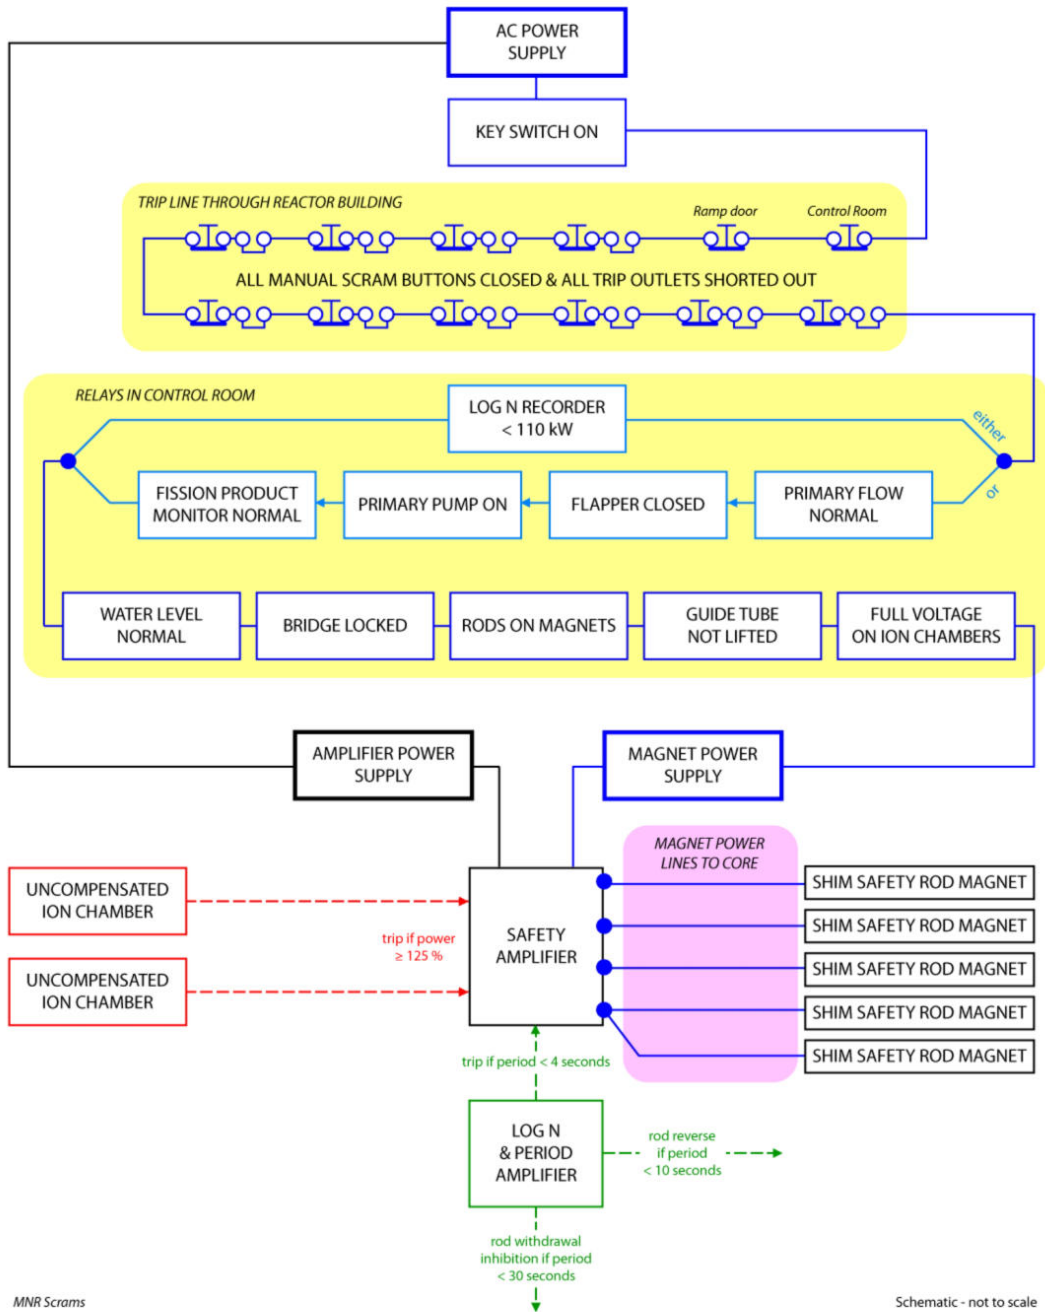 AC POWER
SUPPLY
KEY SWITCH ON
TRIP LINE THROUGH REACTOR BUILDING
Ramp door
Control Room
ALL MANUAL SCRAM BUTTONS CLOSED & ALL TRIP OUTLETS SHORTED OUT
RELAYS IN CONTROL ROOM
LOG N RECORDER
< 110 kW
either
or
FISSION PRODUCT
MONITOR NORMAL
PRIMARY PUMP ON
FLAPPER CLOSED
PRIMARY FLOW
NORMAL
WATER LEVEL
NORMAL
BRIDGE LOCKED
RODS ON MAGNETS
GUIDE TUBE
NOT LIFTED
FULL VOLTAGE
ON ION CHAMBERS
AMPLIFIER POWER
SUPPLY
MAGNET POWER
SUPPLY
MAGNET POWER
LINES TO CORE
UNCOMPENSATED
ION CHAMBER
UNCOMPENSATED
ION CHAMBER
trip if power
≥ 125 %
SAFETY
AMPLIFIER
SHIM SAFETY ROD MAGNET
SHIM SAFETY ROD MAGNET
SHIM SAFETY ROD MAGNET
SHIM SAFETY ROD MAGNET
SHIM SAFETY ROD MAGNET
trip if period < 4 seconds
LOG N
& PERIOD
AMPLIFIER
rod reverse
if period
< 10 seconds
rod withdrawal
inhibition if period
< 30 seconds
MNR Scrams
Schematic - not to scale